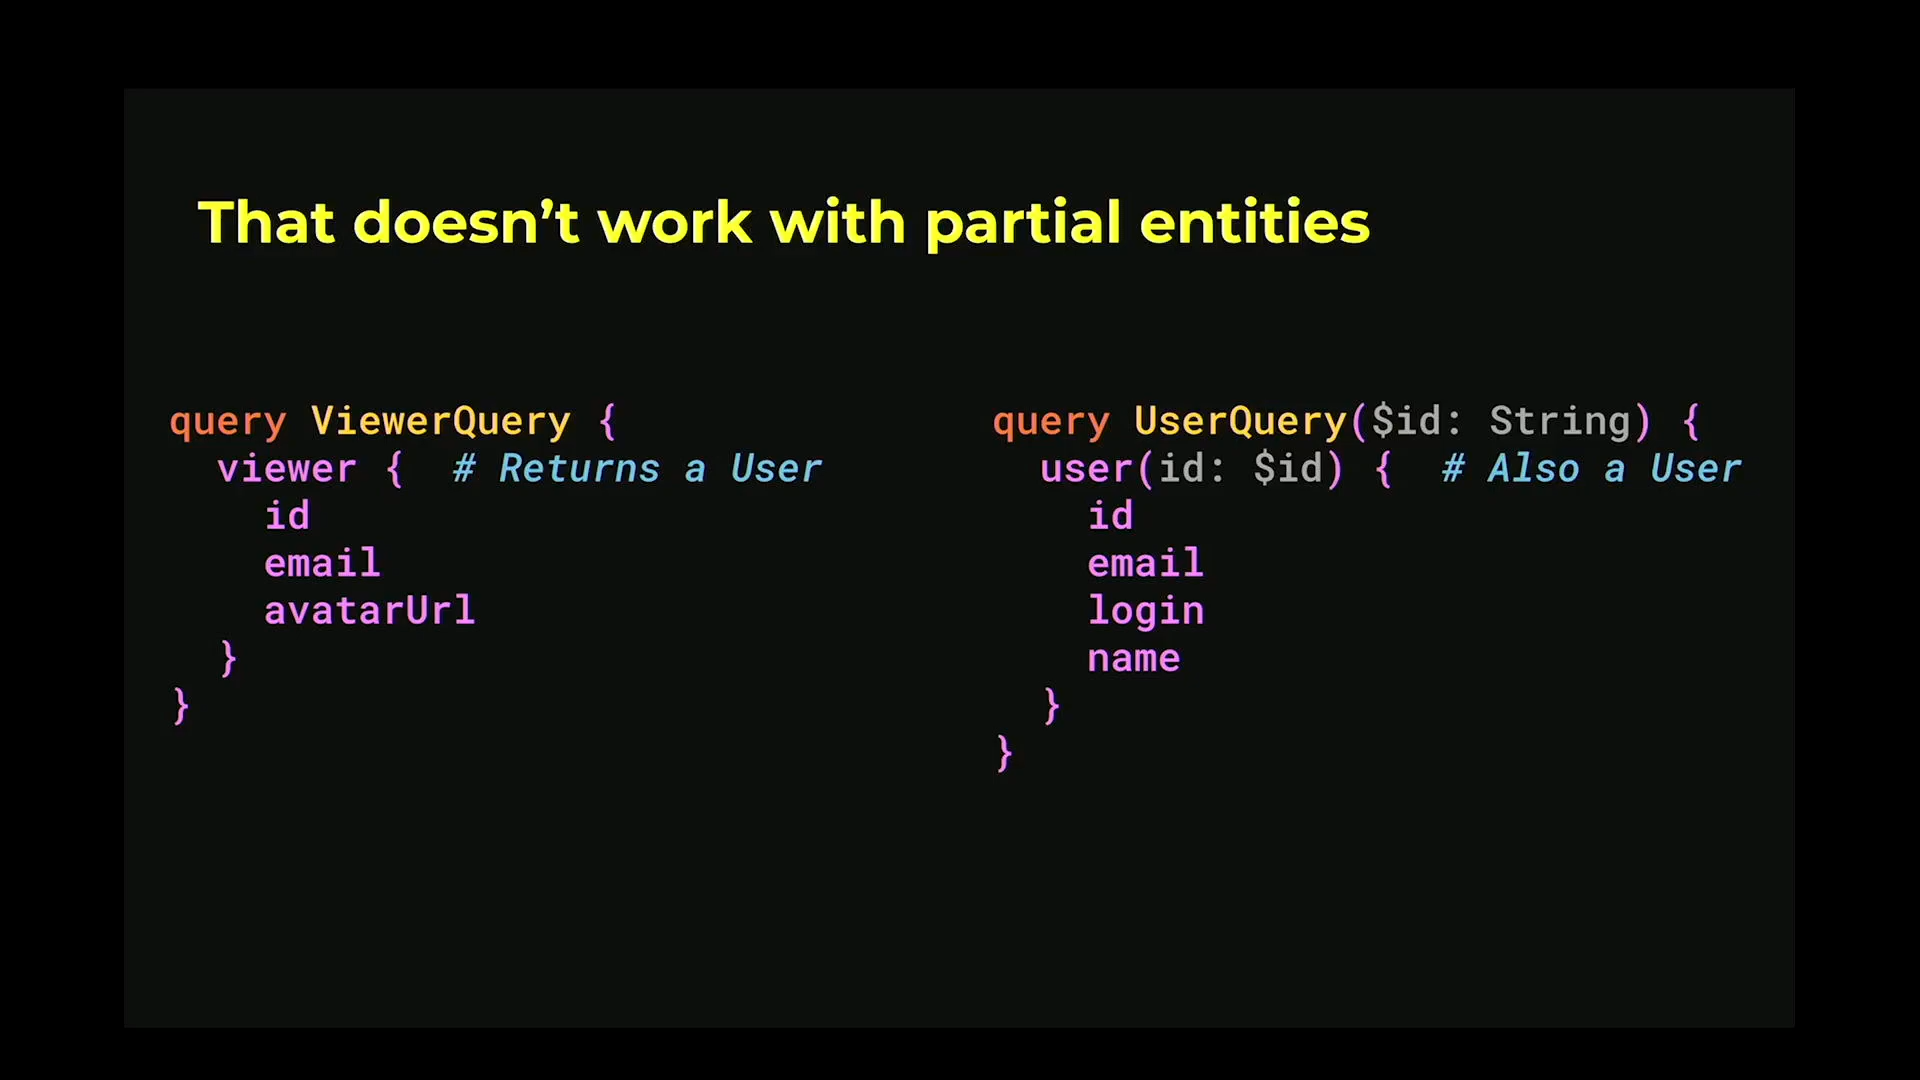 That doesn’t work with partial entities
query ViewerQuery {
  viewer {  # Returns a User
    id
    email
    avatarUrl
  }
}
query UserQuery($id: String) {
  user(id: $id) {  # Also a User
    id
    email
    login
    name
  }
}